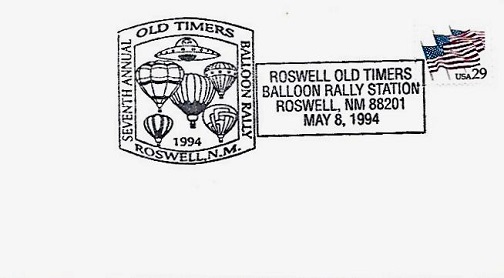 SEVENTH ANNUAL
OLD TIMERS
BALLOON RALLY
1994
ROSWELL, N.M.
ROSWELL OLD TIMERS
BALLOON RALLY STATION
ROSWELL, NM 88201
MAY 8, 1994
USA 29